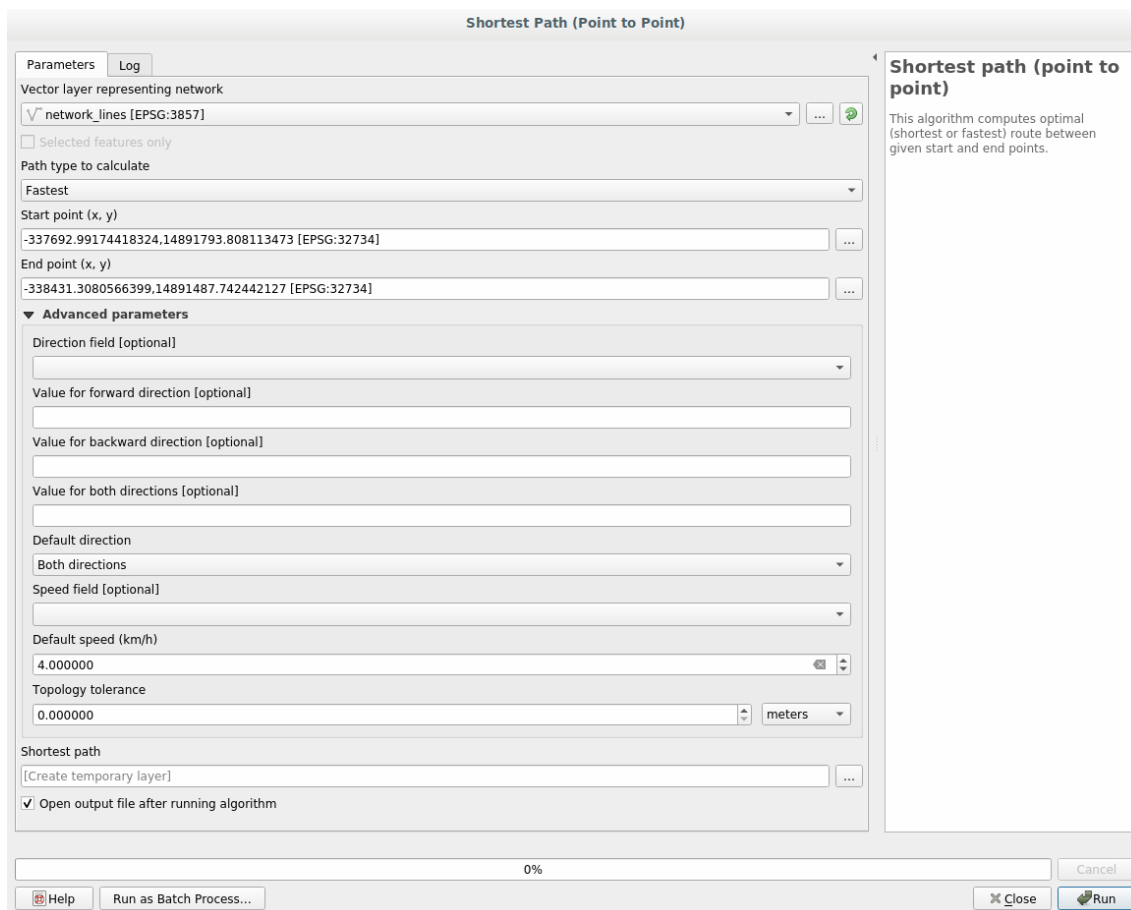 Shortest Path (Point to Point)
Parameters
Log
Vector layer representing network
network_lines [EPSG:3857]
...
Selected features only
Path type to calculate
Fastest
Start point (x, y)
-337692.99174418324,14891793.808113473 [EPSG:32734]
...
End point (x, y)
-338431.3080566399,14891487.742442127 [EPSG:32734]
...
Advanced parameters
Direction field [optional]
Value for forward direction [optional]
Value for backward direction [optional]
Value for both directions [optional]
Default direction
Both directions
Speed field [optional]
Default speed (km/h)
4.000000
Topology tolerance
0.000000
meters
Shortest path
[Create temporary layer]
...
Open output file after running algorithm
Shortest path (point to
point)
This algorithm computes optimal
(shortest or fastest) route between
given start and end points.
0%
Cancel
Help
Run as Batch Process...
Close
Run